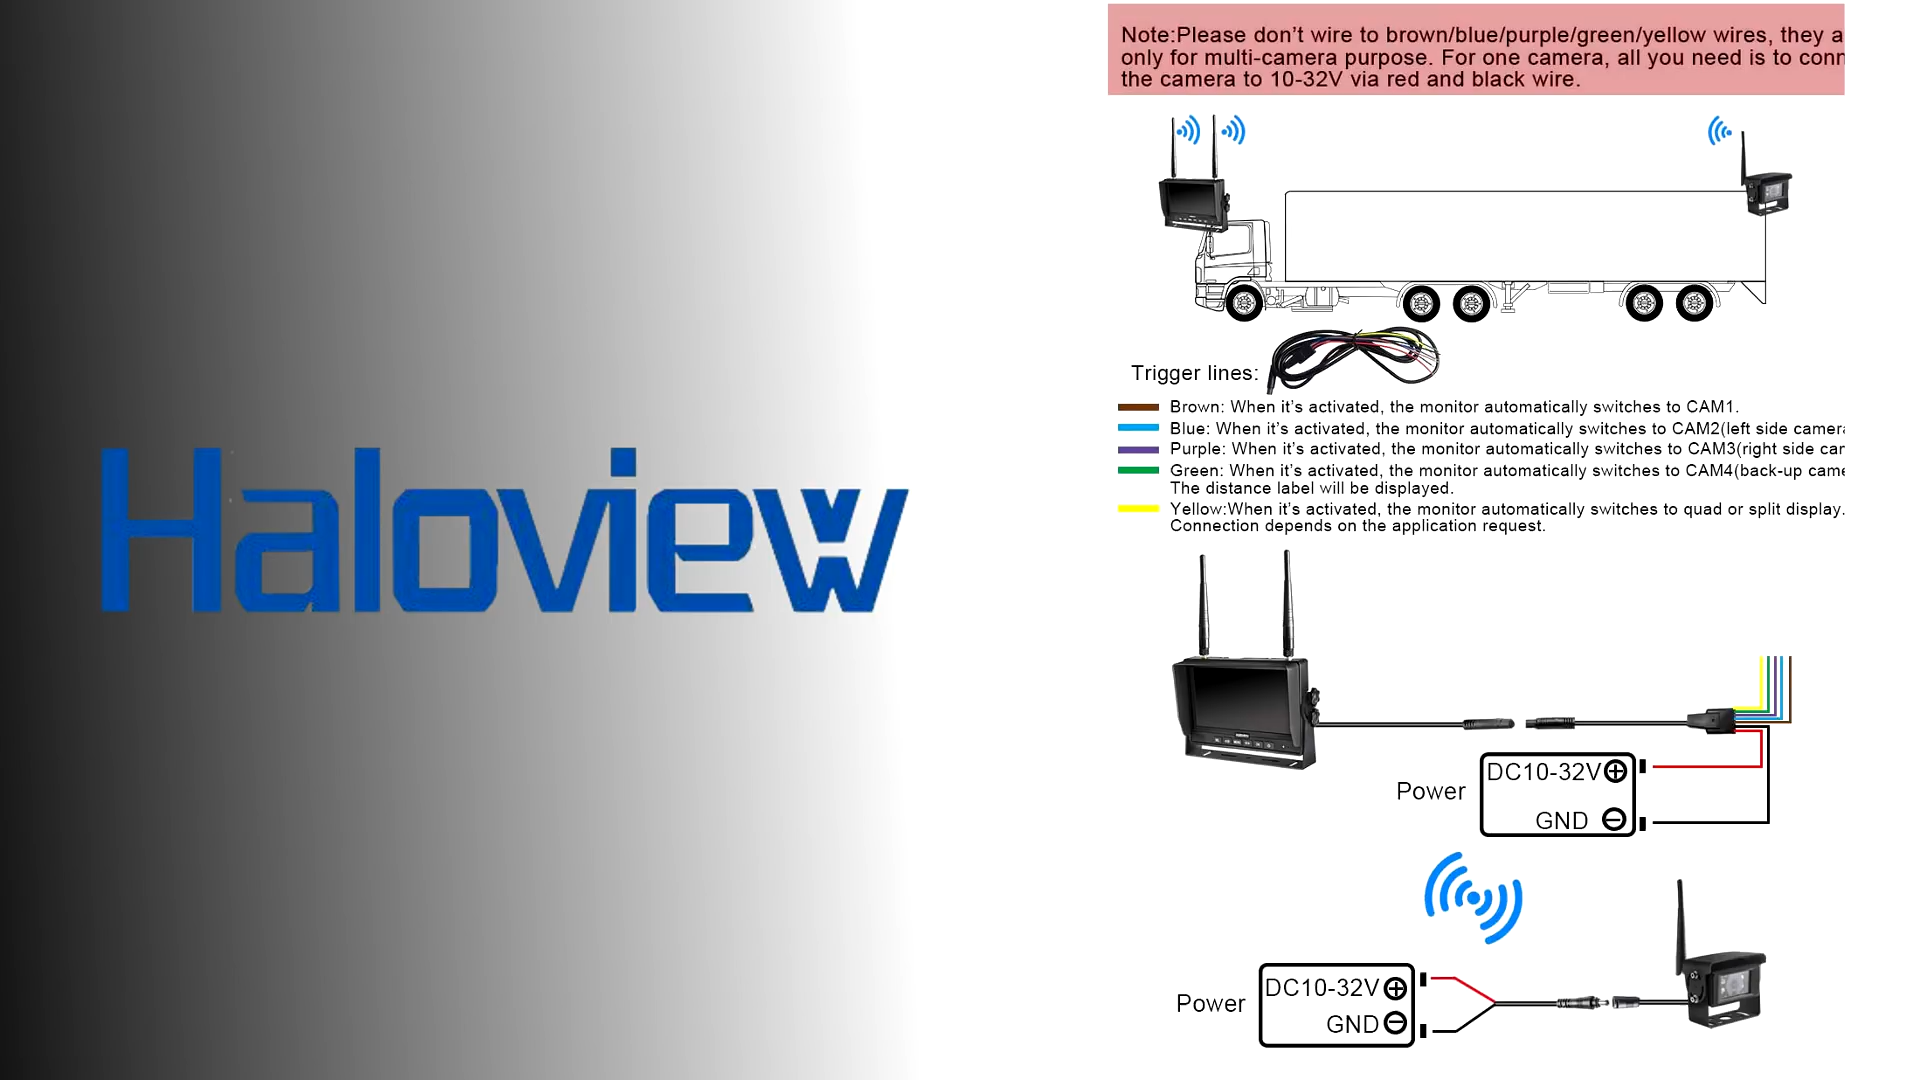 Haloview
Note:Please don't wire to brown/blue/purple/green/yellow wires, they
only for multi-camera purpose. For one camera, all you need is to
the camera to 10-32V via red and black wire.
Trigger lines:
Brown: When it's activated, the monitor automatically switches to CAM1.
Blue: When it's activated, the monitor automatically switches to CAM2(left side
Purple: When it's activated, the monitor automatically switches to CAM3(right side
Green: When it's activated, the monitor automatically switches to CAM4(back-up
The distance label will be displayed.
Yellow:When it's activated, the monitor automatically switches to quad or split display.
Connection depends on the application request.
DC10-32V
Power
GND
DC10-32V
Power
GND